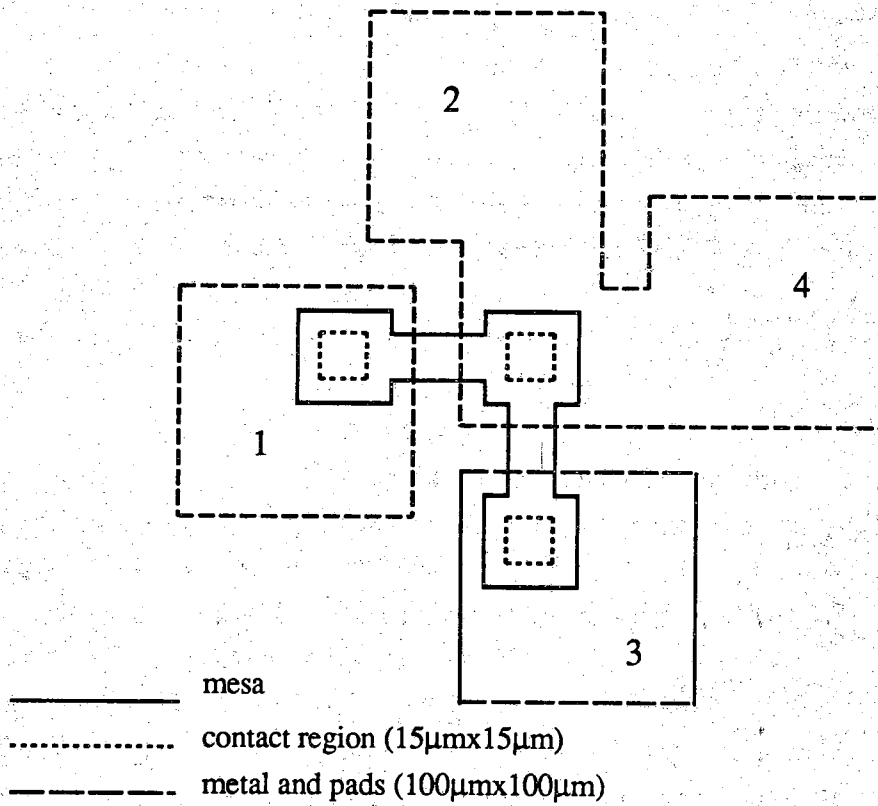 2
4
1
3
mesa
contact region (15µmx15µm)
metal and pads (100µmx100µm)